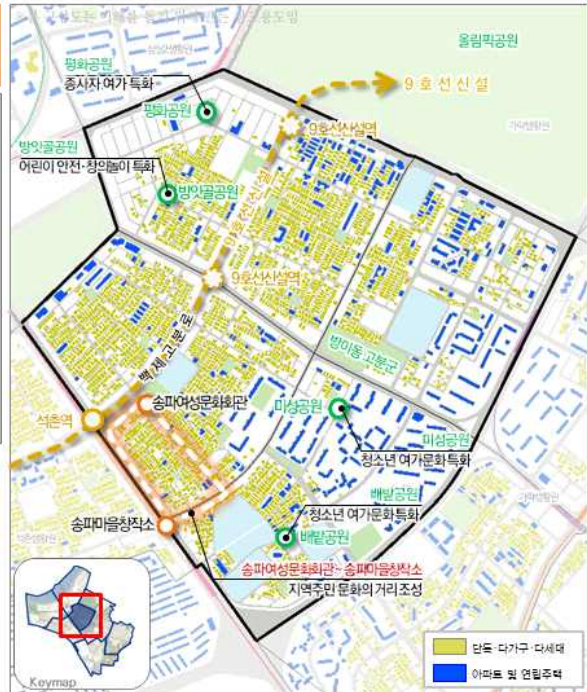 올림픽공원
평화공원
종사자 여가 특화
9호선신설
평화공원
9호선신설역
방잇골공원
어린이 안전·창의놀이 특화
방잇골공원
9호선신설역
백제고분로
방이동 고분군
석촌역
송파여성문화회관
미성공원
미성공원
청소년 여가문화 특화
배밭공원
청소년 여가문화특화
송파마을창작소
배밭공원
송파여성문화회관~ 송파마을창작소
지역주민 문화의 거리 조성
Keymap
단독·다가구·다세대
아파트 및 연립주택